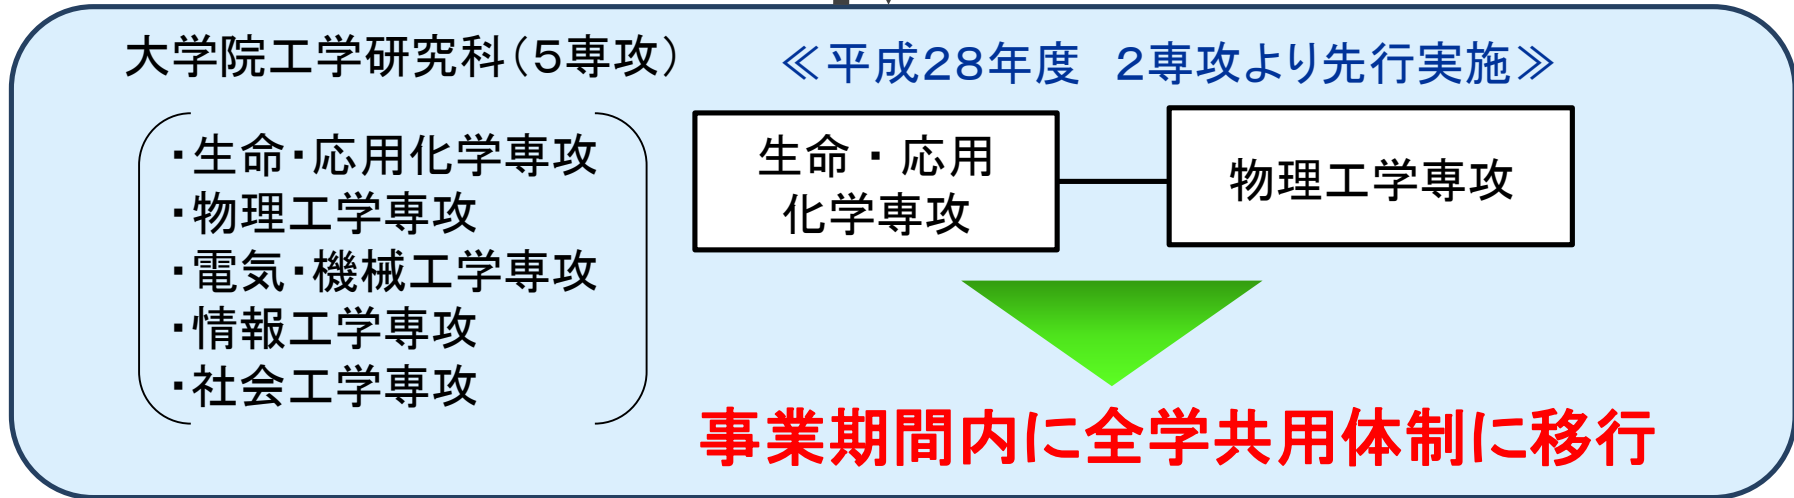 大学院工学研究科（５専攻）
・生命・応用化学専攻
・物理工学専攻
・電気・機械工学専攻
・情報工学専攻
・社会工学専攻
≪平成２８年度　２専攻より先行実施≫
生命・応用
化学専攻
物理工学専攻
事業期間内に全学共用体制に移行